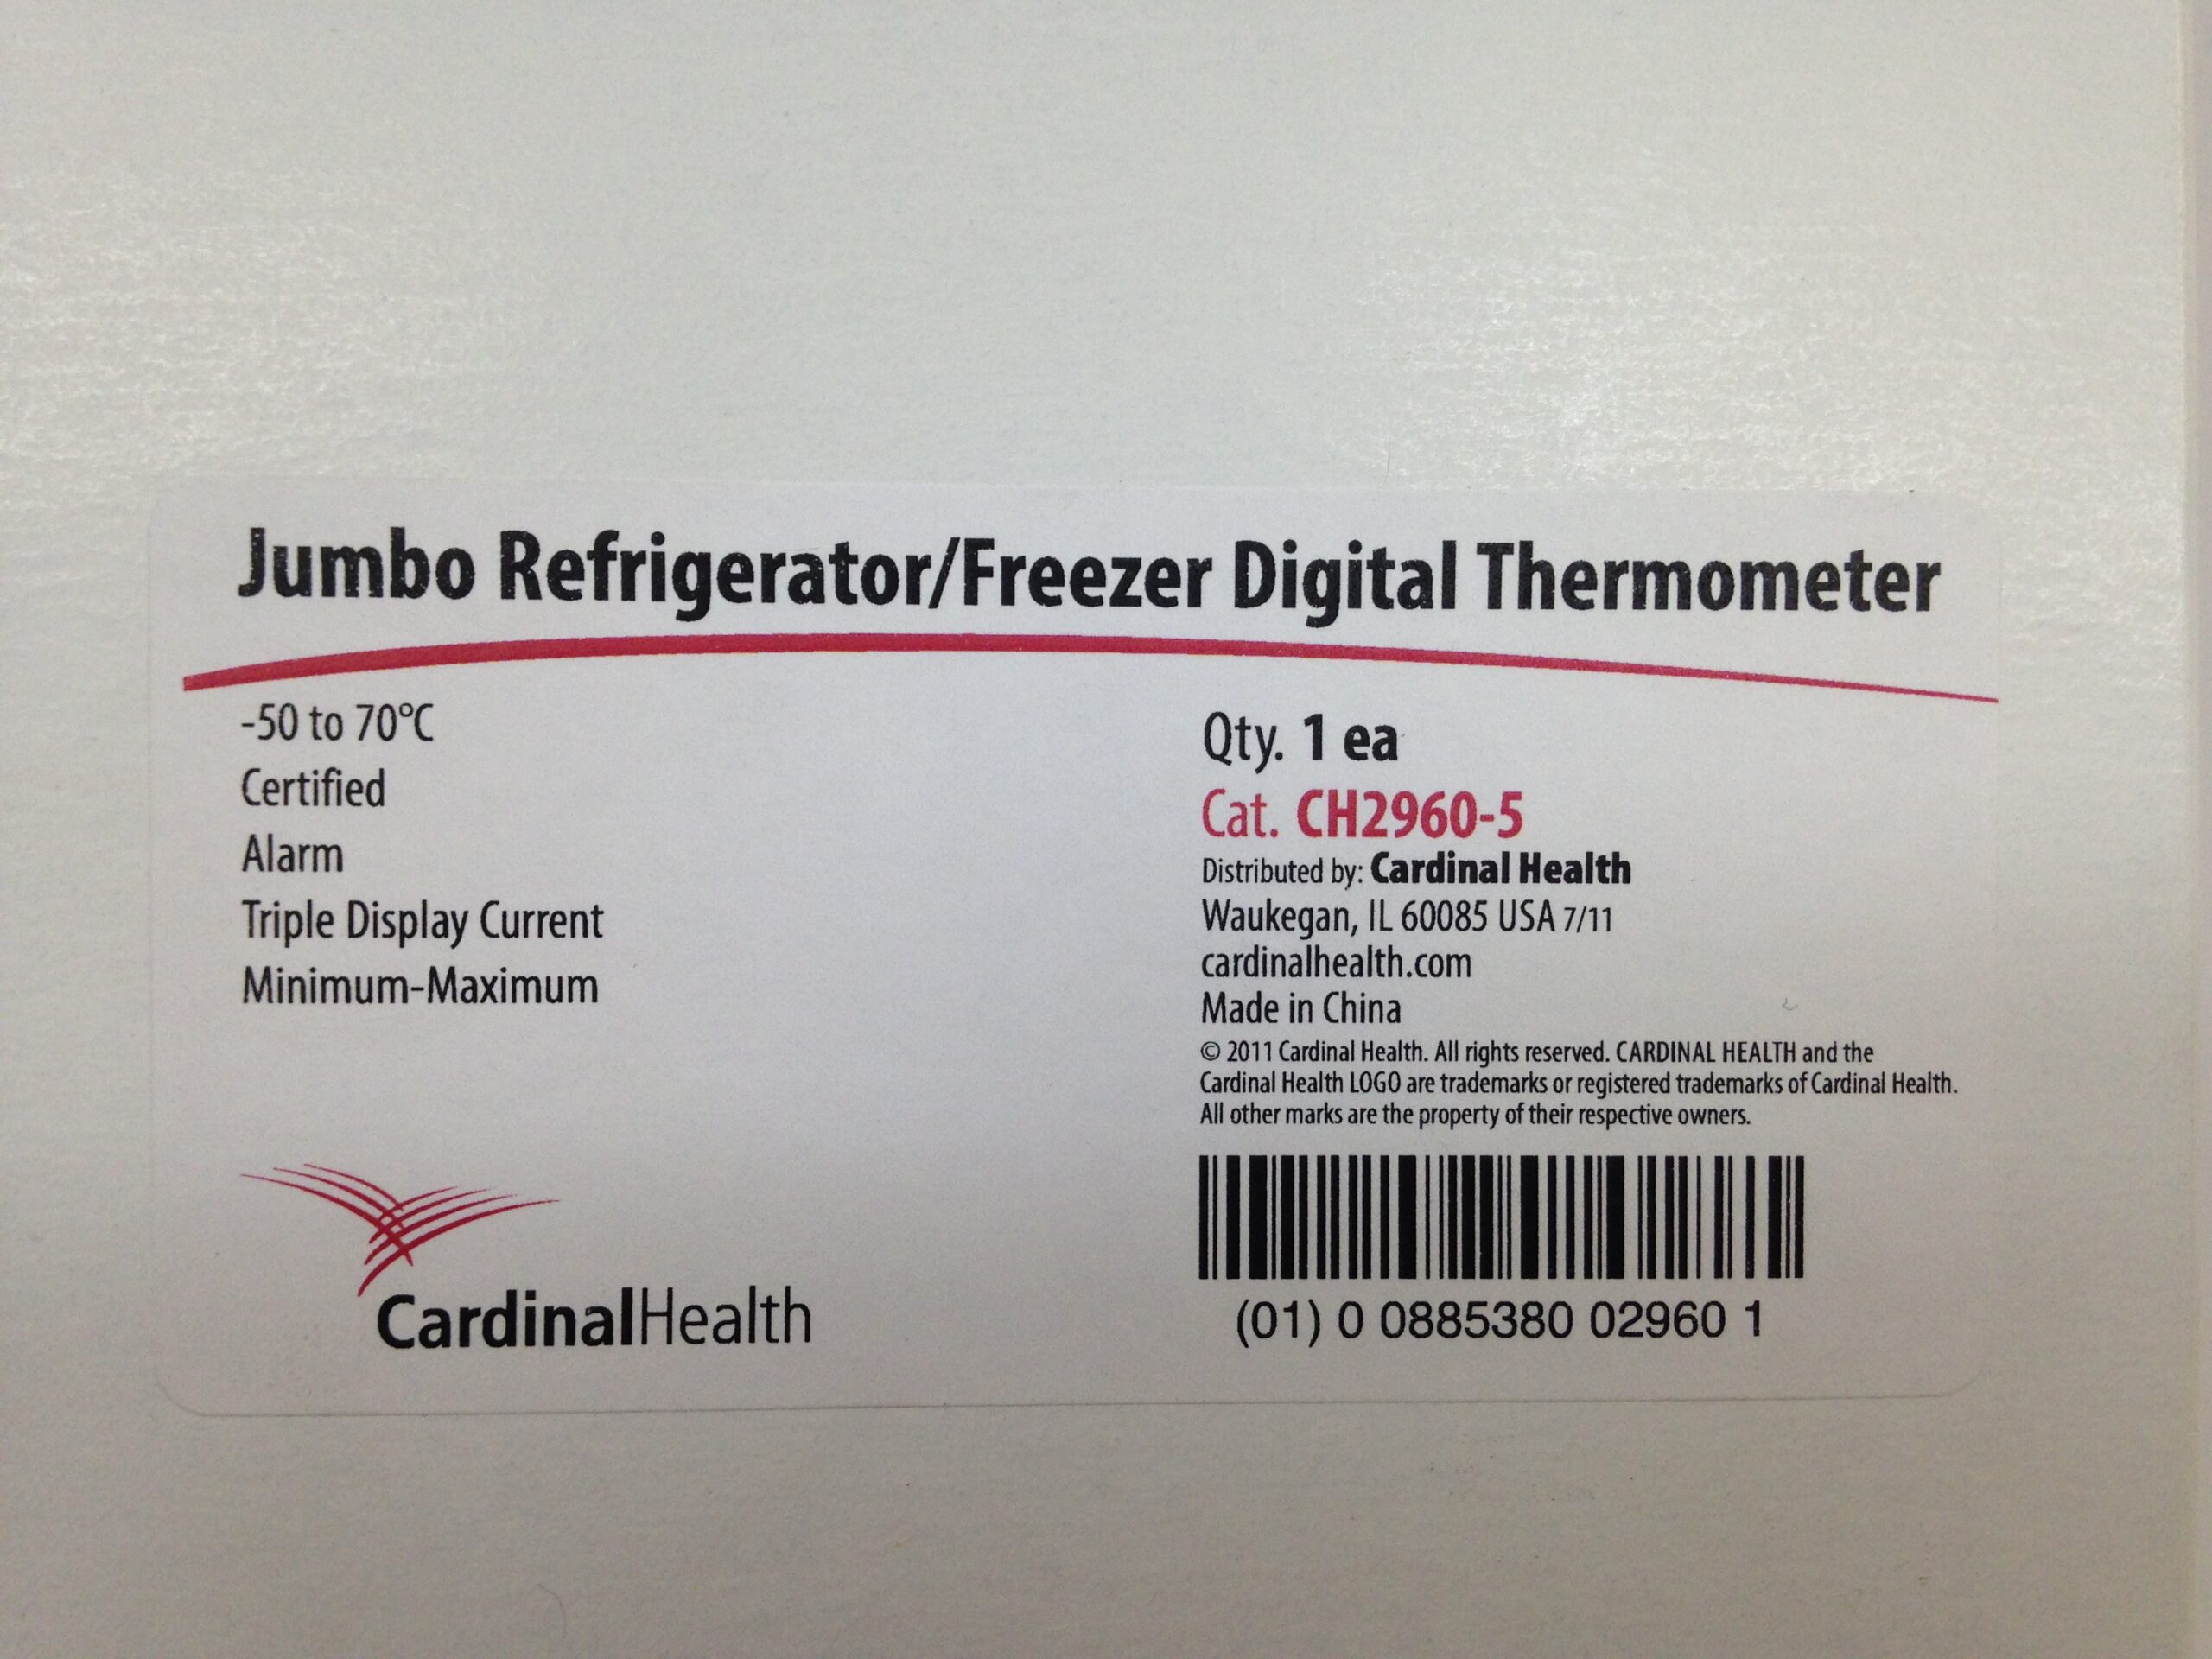 Jumbo Refrigerator/Freezer Digital Thermometer
-50 to 70°C
Certified
Alarm
Triple Display Current
Minimum-Maximum
Qty. 1 ea
Cat. CH2960-5
Distributed by: Cardinal Health
Waukegan, IL 60085 USA 7/11
cardinalhealth.com
Made in China
© 2011 Cardinal Health. All rights reserved. CARDINAL HEALTH and the
Cardinal Health LOGO are trademarks or registered trademarks of Cardinal Health.
All other marks are the property of their respective owners.
CardinalHealth
(01) 0 0885380 02960 1